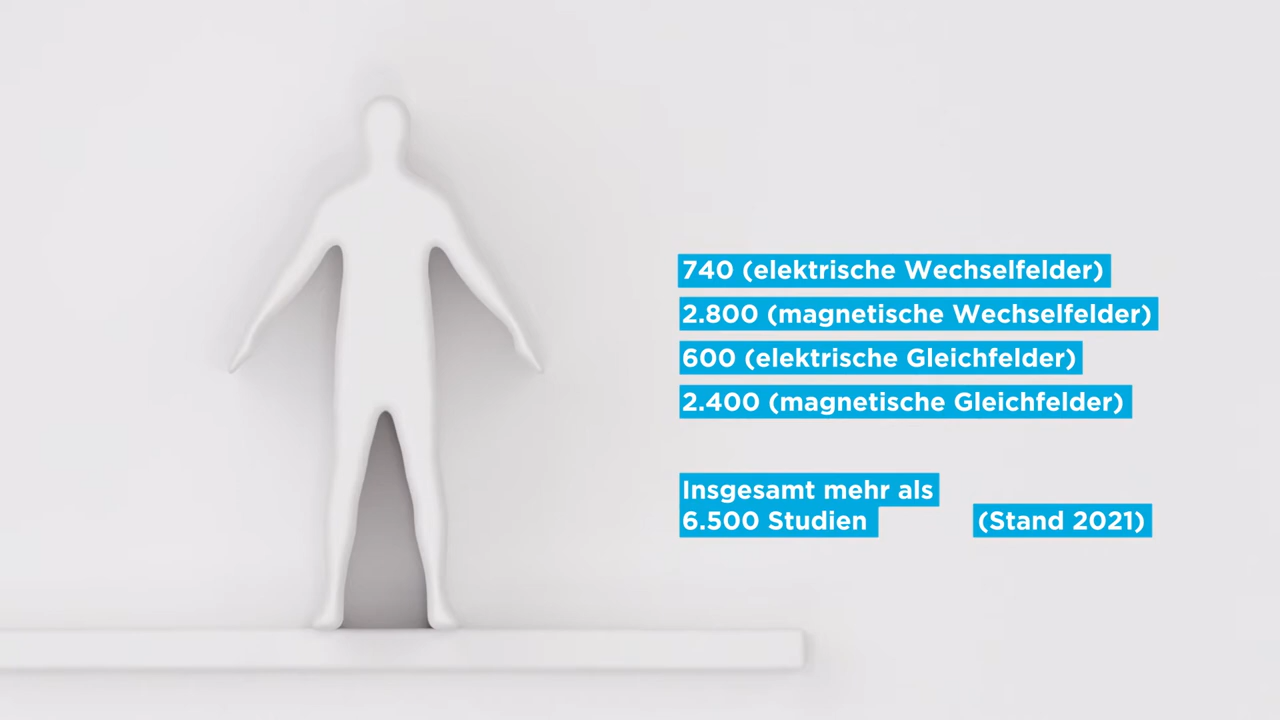 740 (elektrische Wechselfelder)
2.800 (magnetische Wechselfelder)
600 (elektrische Gleichfelder)
2.400 (magnetische Gleichfelder)
Insgesamt mehr als
6.500 Studien (Stand 2021)